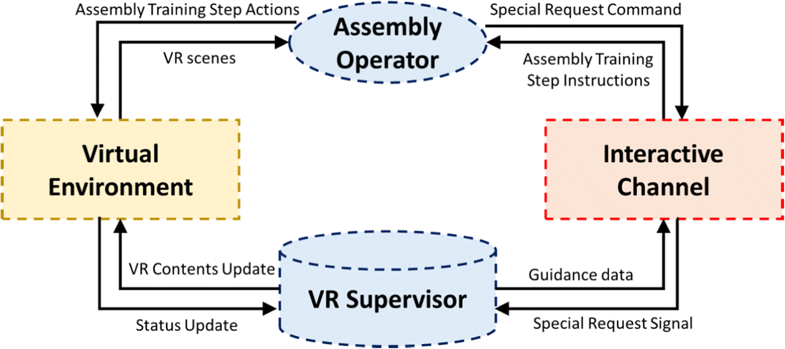 Assembly Training Step Actions
VR scenes
Assembly
Operator
Special Request Command
Assembly Training
Step Instructions
Virtual
Environment
Interactive
Channel
VR Contents Update
Status Update
VR Supervisor
Guidance data
Special Request Signal